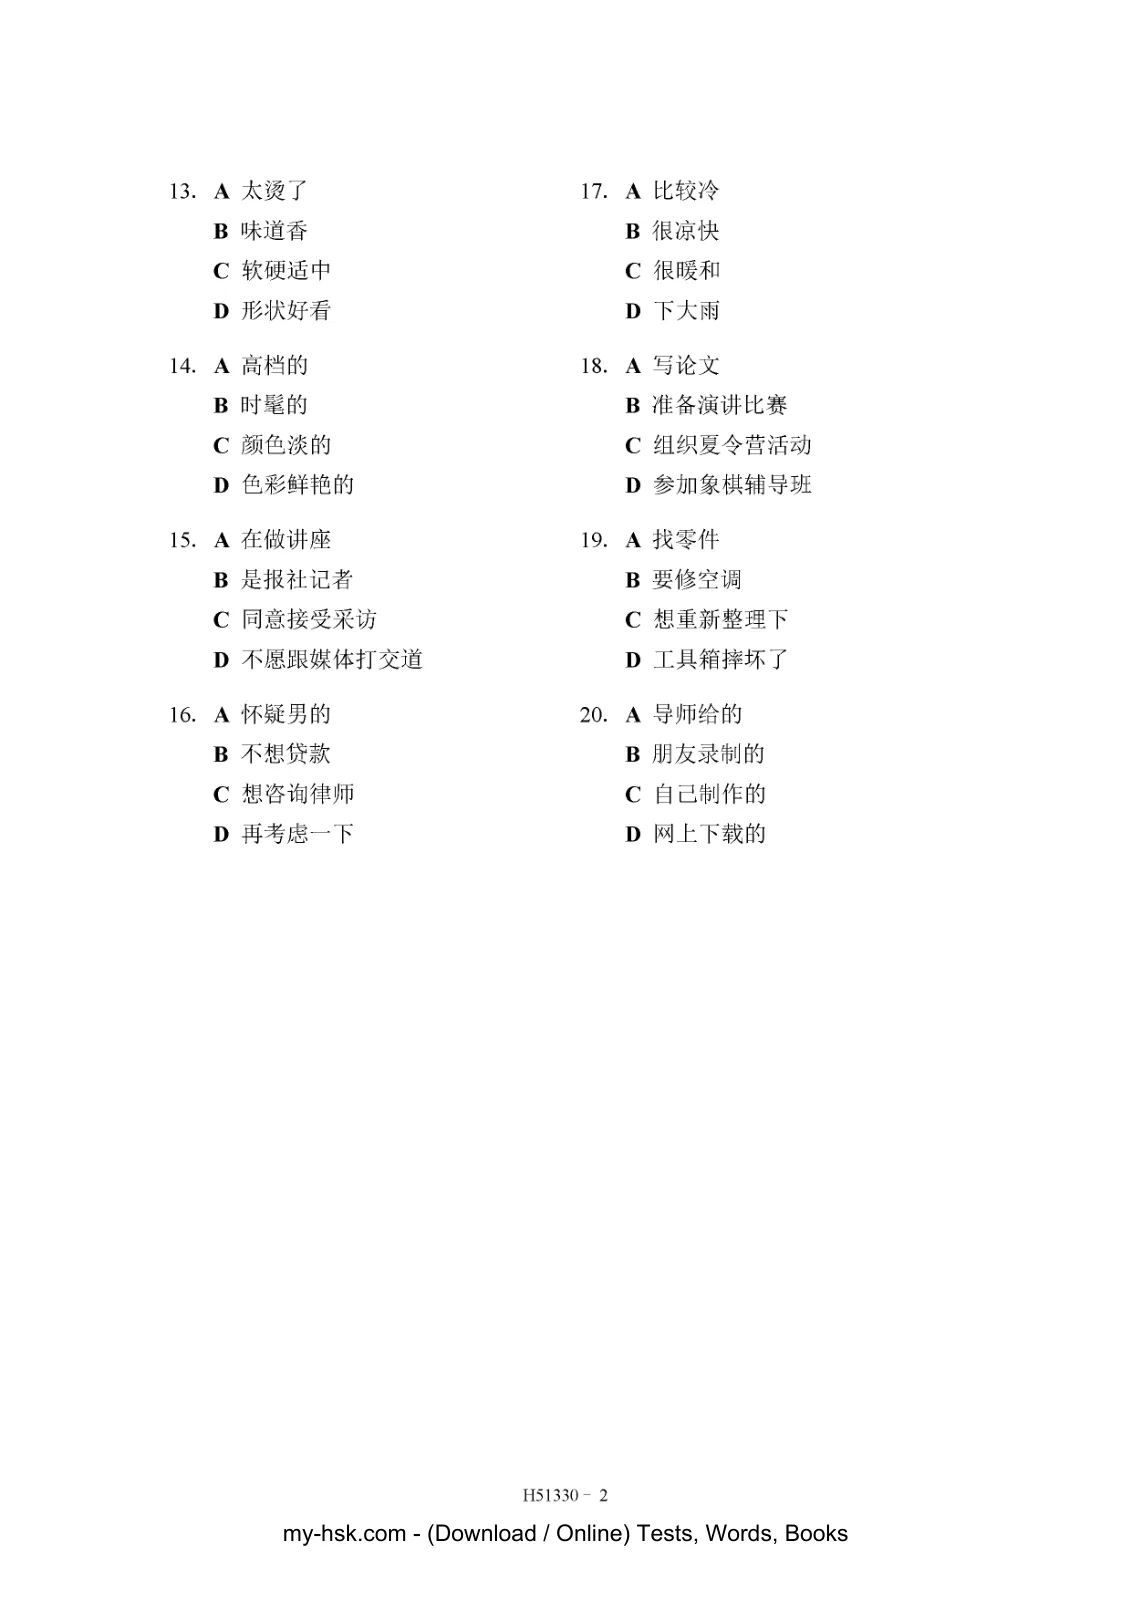 13. A 太烫了
B 味道香
C 软硬适中
D 形状好看
14. A 高档的
B 时髦的
C 颜色淡的
D 色彩鲜艳的
15. A 在做讲座
B 是报社记者
C 同意接受采访
D 不愿跟媒体打交道
16. A 怀疑男的
B 不想贷款
C 想咨询律师
D 再考虑一下
17. A 比较冷
B 很凉快
C 很暖和
D 下大雨
18. A 写论文
B 准备演讲比赛
C 组织夏令营活动
D 参加象棋辅导班
19. A 找零件
B 要修空调
C 想重新整理下
D 工具箱摔坏了
20. A 导师给的
B 朋友录制的
C 自己制作的
D 网上下载的
H51330 - 2
my-hsk.com - (Download / Online) Tests, Words, Books